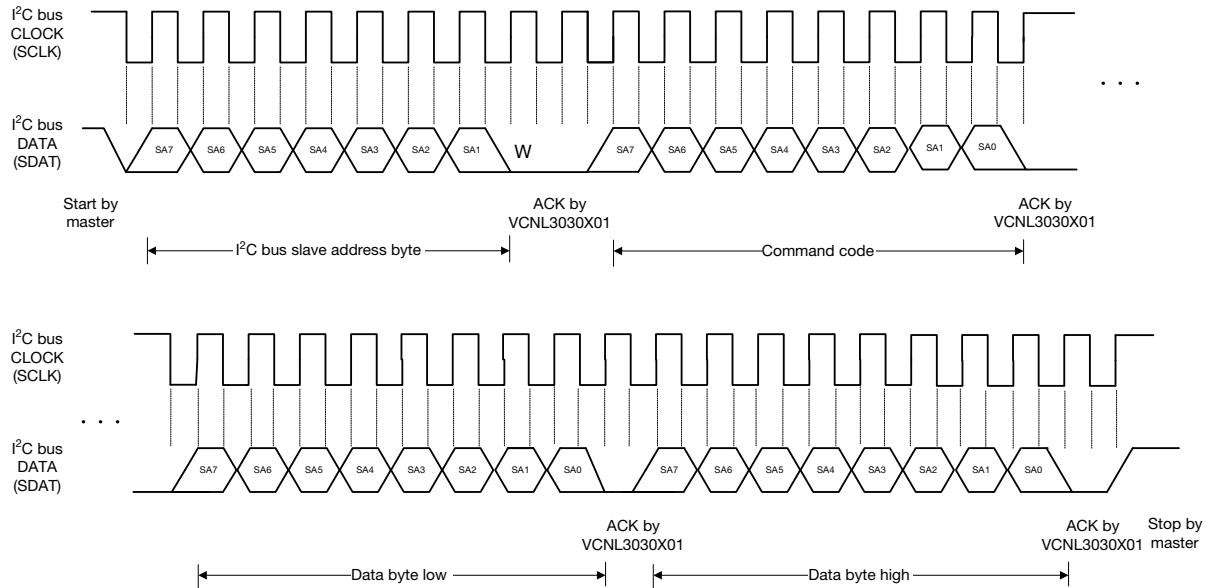 I²C bus
CLOCK
(SCLK)
. . .
I²C bus
DATA
(SDAT)
SA7 SA6 SA5 SA4 SA3 SA2 SA1 W SA7 SA6 SA5 SA4 SA3 SA2 SA1 SA0
Start by
master
ACK by
VCNL3030X01
ACK by
VCNL3030X01
I²C bus slave address byte
Command code
I²C bus
CLOCK
(SCLK)
. . .
I²C bus
DATA
(SDAT)
SA7 SA6 SA5 SA4 SA3 SA2 SA1 SA0 SA7 SA6 SA5 SA4 SA3 SA2 SA1 SA0
ACK by
VCNL3030X01
ACK by
VCNL3030X01
Stop by
master
Data byte low
Data byte high